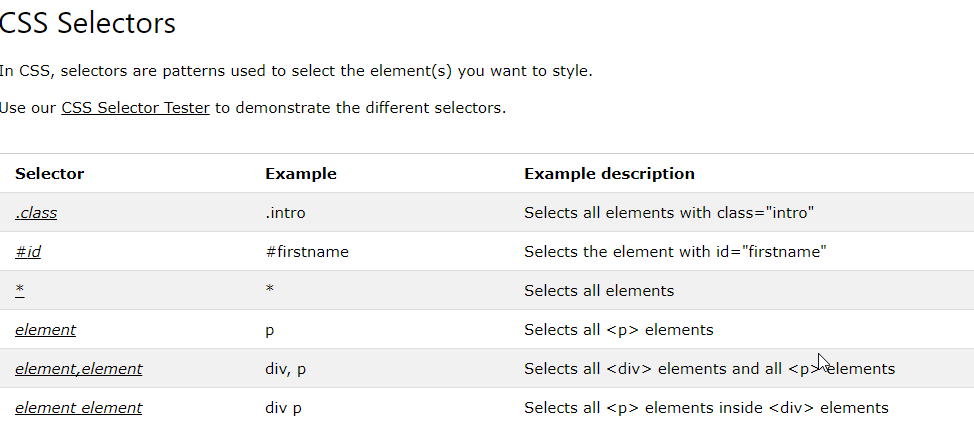 CSS Selectors
In CSS, selectors are patterns used to select the element(s) you want to style.
Use our CSS Selector Tester to demonstrate the different selectors.
Selector Example Example description
.class .intro Selects all elements with class="intro"
#id #firstname Selects the element with id="firstname"
* * Selects all elements
element p Selects all <p> elements
element,element div, p Selects all <div> elements and all <p> elements
element element div p Selects all <p> elements inside <div> elements